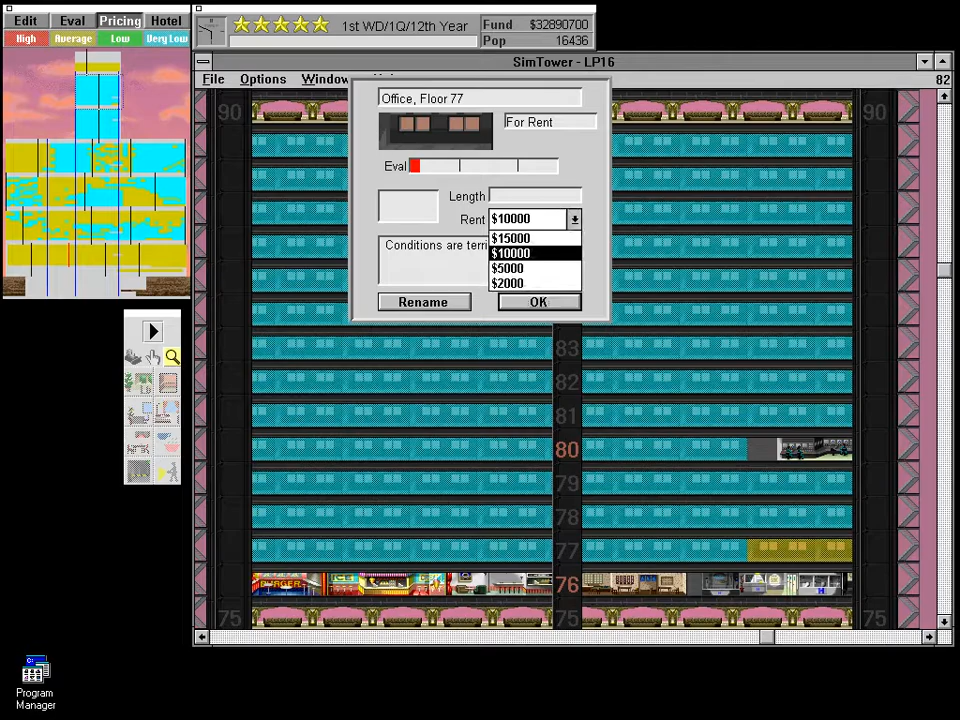 Edit Eval Pricing Hotel
High Average Low Very Low
1st WD/1Q/12th Year
Fund $32890700
Pop 16436
SimTower - LP16
File Options Window
82
Office, Floor 77
For Rent
Eval
Length
Rent $10000
$15000
$10000
$5000
$2000
Conditions are terri
Rename OK
90 90
83
82
81
80
79
78
77
BURGER ICE 76
75 75
Program
Manager